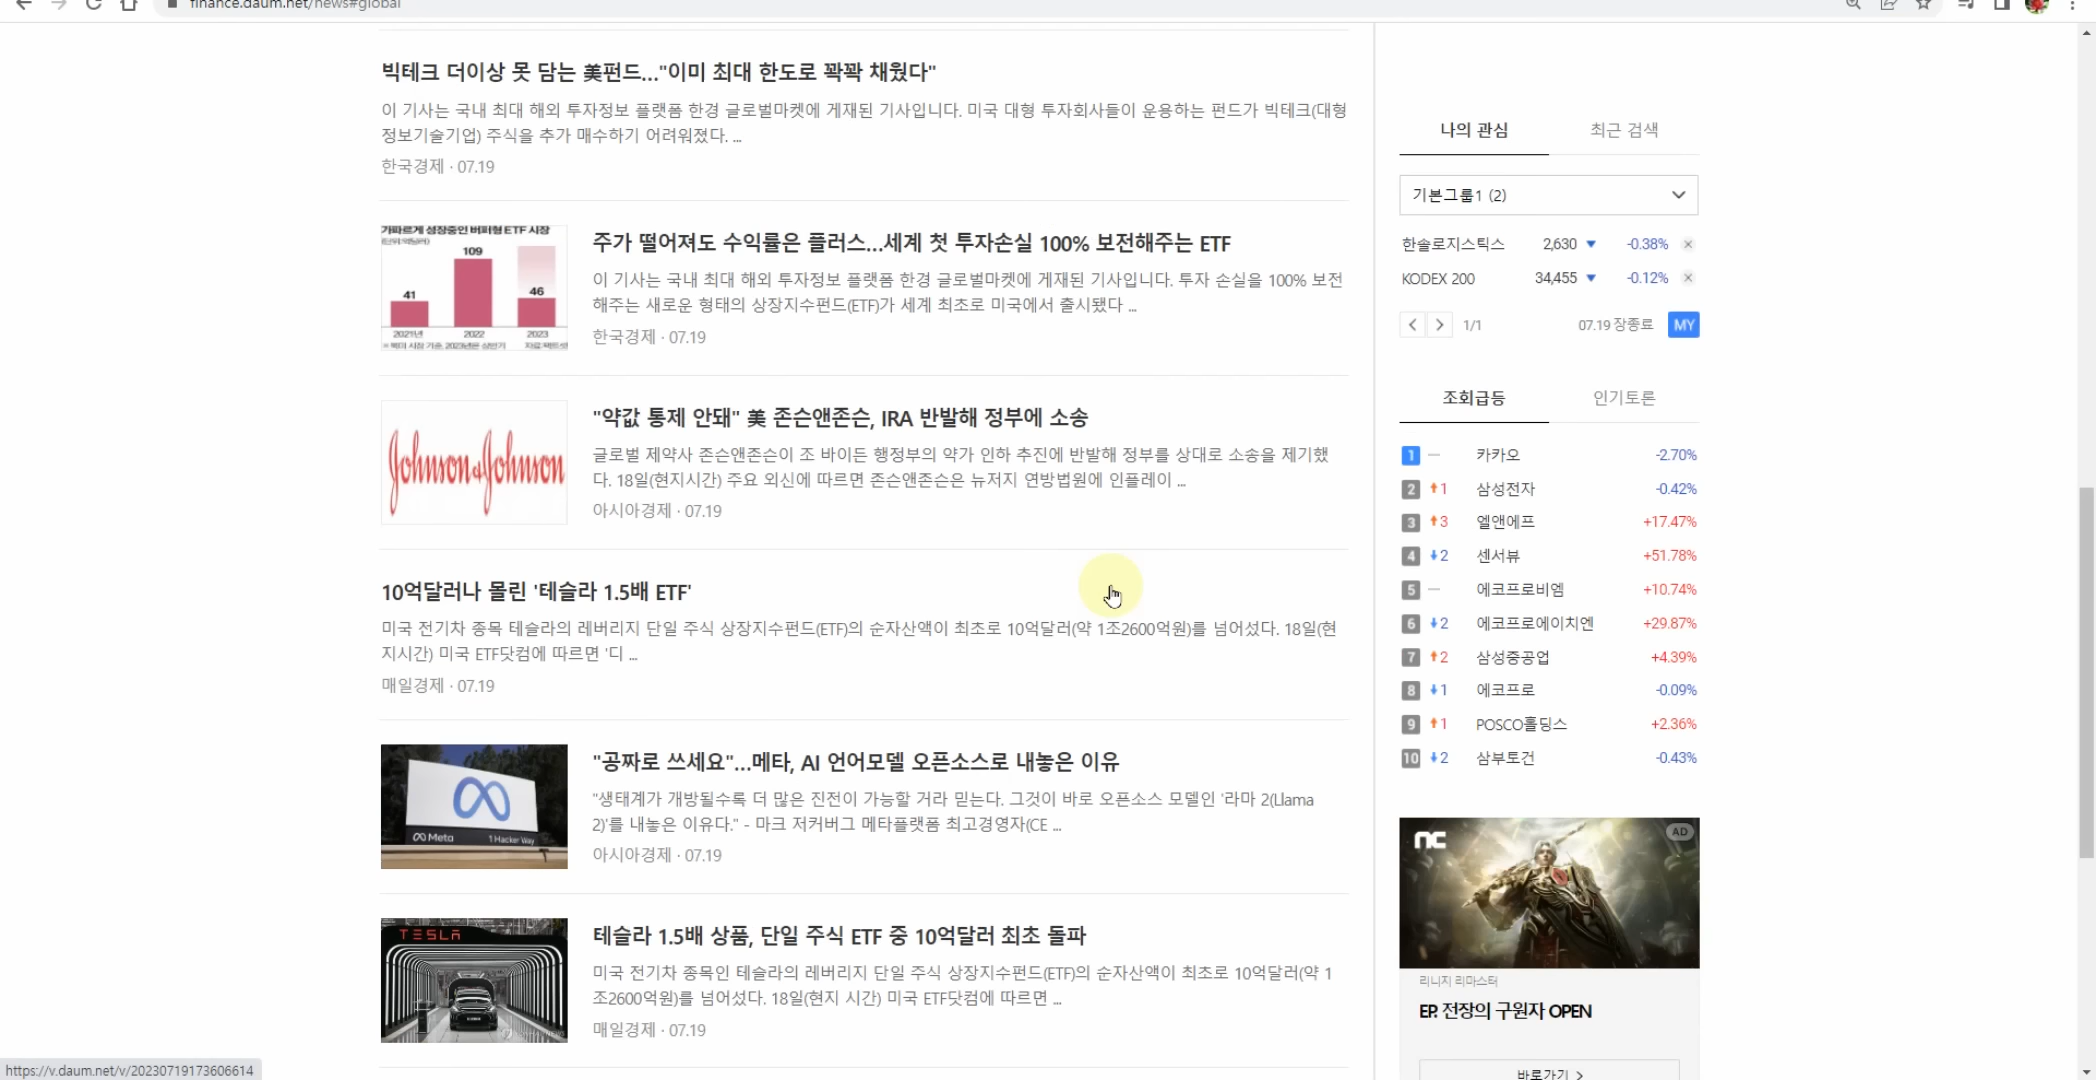 finance.daum.net/news#global
빅테크 더이상 못 담는 美펀드..."이미 최대 한도로 꽉꽉 채웠다"
이 기사는 국내 최대 해외 투자정보 플랫폼 한경 글로벌마켓에 게재된 기사입니다. 미국 대형 투자회사들이 운용하는 펀드가 빅테크(대형
정보기술기업) 주식을 추가 매수하기 어려워졌다. ...
한국경제 · 07.19
가파르게 성장중인 버퍼형 ETF 시장
109
41
46
2021년 2022 2023
주가 떨어져도 수익률은 플러스...세계 첫 투자손실 100% 보전해주는 ETF
이 기사는 국내 최대 해외 투자정보 플랫폼 한경 글로벌마켓에 게재된 기사입니다. 투자 손실을 100% 보전
해주는 새로운 형태의 상장지수펀드(ETF)가 세계 최초로 미국에서 출시됐다 ...
한국경제 · 07.19
Johnson & Johnson
"약값 통제 안돼" 美 존슨앤존슨, IRA 반발해 정부에 소송
글로벌 제약사 존슨앤존슨이 조 바이든 행정부의 약가 인하 추진에 반발해 정부를 상대로 소송을 제기했
다. 18일(현지시간) 주요 외신에 따르면 존슨앤존슨은 뉴저지 연방법원에 인플레이 ...
아시아경제 · 07.19
10억달러나 몰린 '테슬라 1.5배 ETF'
미국 전기차 종목 테슬라의 레버리지 단일 주식 상장지수펀드(ETF)의 순자산액이 최초로 10억달러(약 1조2600억원)를 넘어섰다. 18일(현
지시간) 미국 ETF닷컴에 따르면 '디 ...
매일경제 · 07.19
Meta 1 Hacker Way
"공짜로 쓰세요"...메타, AI 언어모델 오픈소스로 내놓은 이유
"생태계가 개방될수록 더 많은 진전이 가능할 거라 믿는다. 그것이 바로 오픈소스 모델인 '라마 2(Llama
2)'를 내놓은 이유다." - 마크 저커버그 메타플랫폼 최고경영자(CE ...
아시아경제 · 07.19
TESLA
테슬라 1.5배 상품, 단일 주식 ETF 중 10억달러 최초 돌파
미국 전기차 종목인 테슬라의 레버리지 단일 주식 상장지수펀드(ETF)의 순자산액이 최초로 10억달러(약 1
조2600억원)를 넘어섰다. 18일(현지 시간) 미국 ETF닷컴에 따르면 ...
매일경제 · 07.19
https://v.daum.net/v/20230719173606614
나의 관심 최근 검색
기본그룹1 (2)
한솔로지스틱스 2,630 ▼ -0.38% ×
KODEX 200 34,455 ▼ -0.12% ×
< > 1/1 07.19 장종료 MY
조회급등 인기토론
1 — 카카오 -2.70%
2 ↑1 삼성전자 -0.42%
3 ↑3 엘앤에프 +17.47%
4 ↓2 센서뷰 +51.78%
5 — 에코프로비엠 +10.74%
6 ↓2 에코프로에이치엔 +29.87%
7 ↑2 삼성중공업 +4.39%
8 ↓1 에코프로 -0.09%
9 ↑1 POSCO홀딩스 +2.36%
10 ↓2 삼부토건 -0.43%
nc AD
리니지 리마스터
EP. 전장의 구원자 OPEN
바로가기 >